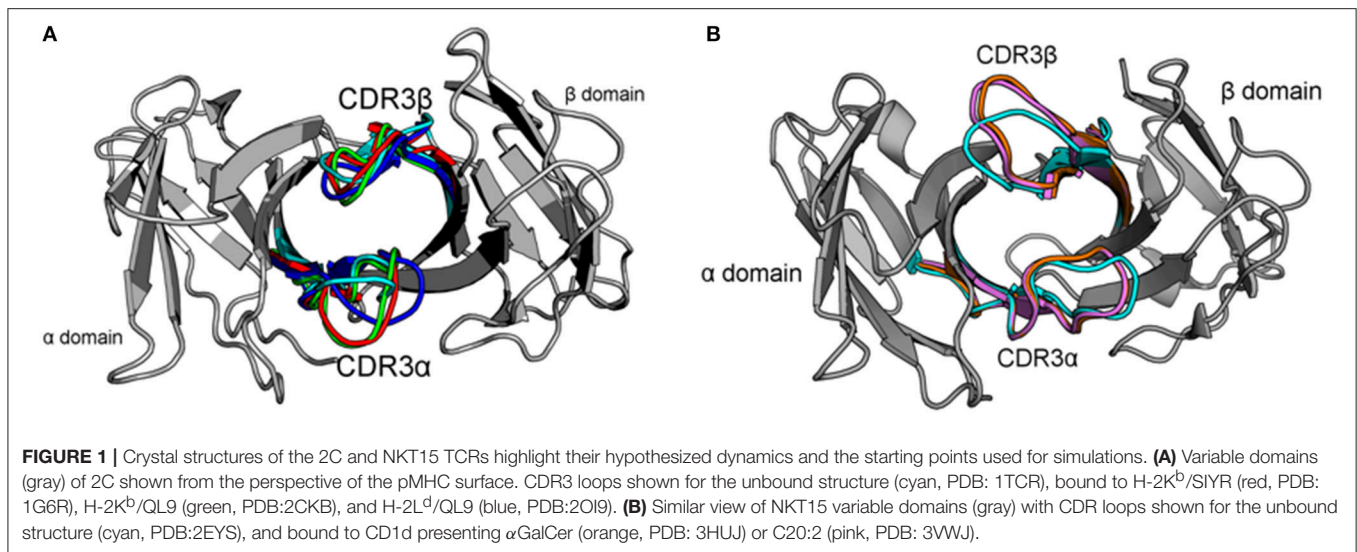 A
CDR3β
β domain
α domain
CDR3α
B
CDR3β
β domain
α domain
CDR3α
FIGURE 1 | Crystal structures of the 2C and NKT15 TCRs highlight their hypothesized dynamics and the starting points used for simulations. (A) Variable domains
(gray) of 2C shown from the perspective of the pMHC surface. CDR3 loops shown for the unbound structure (cyan, PDB: 1TCR), bound to H-2Kᵇ/SIYR (red, PDB:
1G6R), H-2Kᵇ/QL9 (green, PDB:2CKB), and H-2Lᵈ/QL9 (blue, PDB:2OI9). (B) Similar view of NKT15 variable domains (gray) with CDR loops shown for the unbound
structure (cyan, PDB:2EYS), and bound to CD1d presenting αGalCer (orange, PDB: 3HUJ) or C20:2 (pink, PDB: 3VWJ).